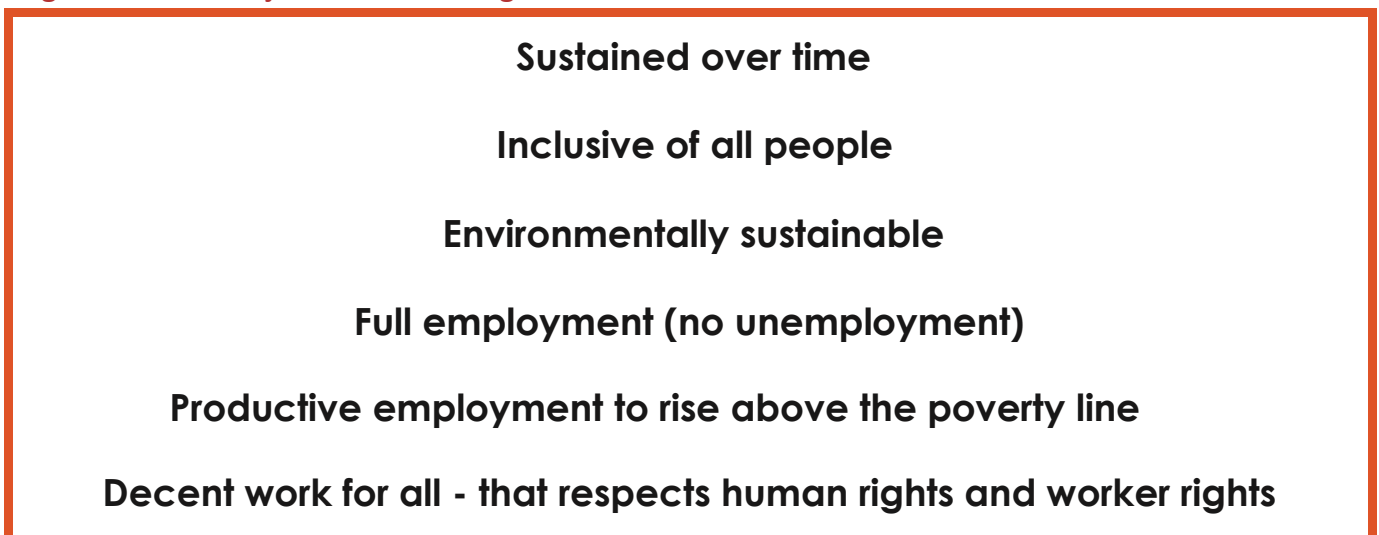 Sustained over time
Inclusive of all people
Environmentally sustainable
Full employment (no unemployment)
Productive employment to rise above the poverty line
Decent work for all - that respects human rights and worker rights